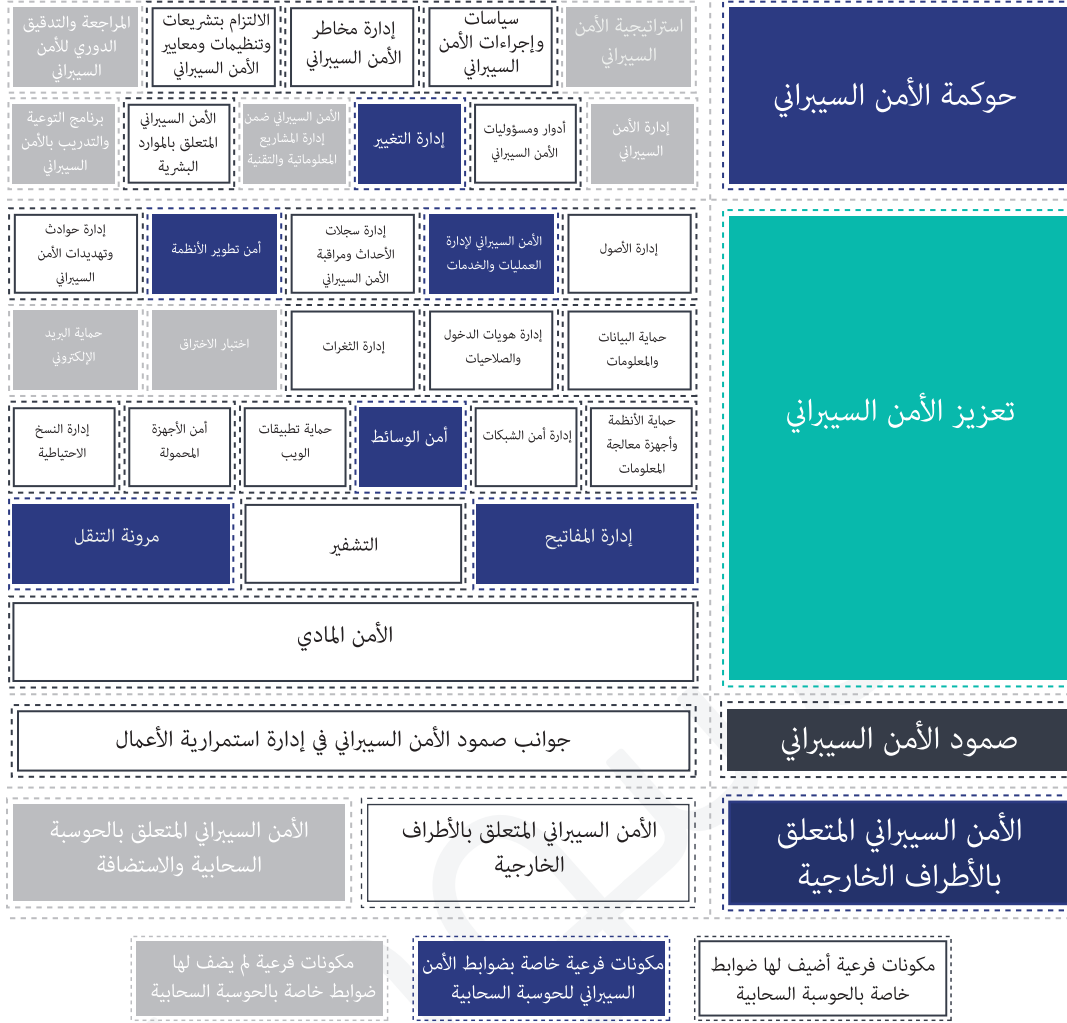 حوكمة الأمن السيبراني
استراتيجية الأمن
السيبراني
سياسات
وإجراءات الأمن
السيبراني
إدارة مخاطر
الأمن السيبراني
الالتزام بتشريعات
وتنظيمات ومعايير
الأمن السيبراني
المراجعة والتدقيق
الدوري للأمن
السيبراني
إدارة الأمن
السيبراني
أدوار ومسؤوليات
الأمن السيبراني
إدارة التغيير
الأمن السيبراني ضمن
إدارة المشاريع
المعلوماتية والتقنية
الأمن السيبراني
المتعلق بالموارد
البشرية
برنامج التوعية
والتدريب بالأمن
السيبراني
تعزيز الأمن السيبراني
إدارة الأصول
الأمن السيبراني لإدارة
العمليات والخدمات
إدارة سجلات
الأحداث ومراقبة
الأمن السيبراني
أمن تطوير الأنظمة
إدارة حوادث
وتهديدات الأمن
السيبراني
حماية البيانات
والمعلومات
إدارة هويات الدخول
والصلاحيات
إدارة الثغرات
اختبار الاختراق
حماية البريد
الإلكتروني
حماية الأنظمة
وأجهزة معالجة
المعلومات
إدارة أمن الشبكات
أمن الوسائط
حماية تطبيقات
الويب
أمن الأجهزة
المحمولة
إدارة النسخ
الاحتياطية
إدارة المفاتيح
التشفير
مرونة التنقل
الأمن المادي
صمود الأمن السيبراني
جوانب صمود الأمن السيبراني في إدارة استمرارية الأعمال
الأمن السيبراني المتعلق
بالأطراف الخارجية
الأمن السيبراني المتعلق بالأطراف
الخارجية
الأمن السيبراني المتعلق بالحوسبة
السحابية والاستضافة
مكونات فرعية أضيف لها ضوابط
خاصة بالحوسبة السحابية
مكونات فرعية خاصة بضوابط الأمن
السيبراني للحوسبة السحابية
مكونات فرعية لم يضف لها
ضوابط خاصة بالحوسبة السحابية